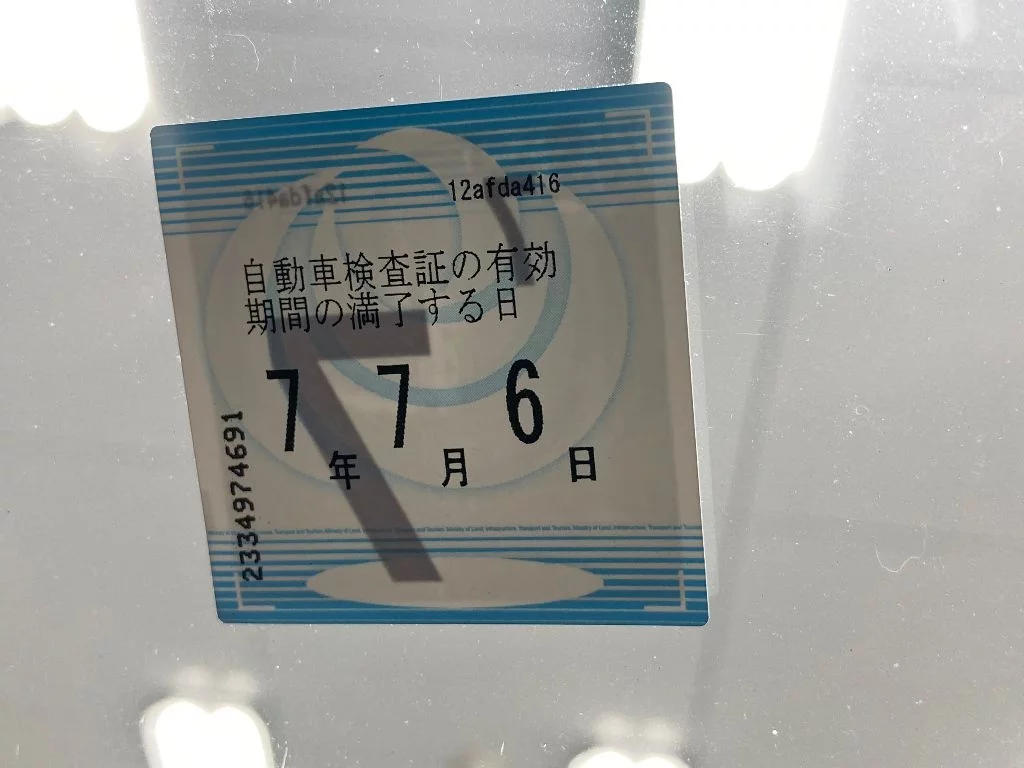 12afda416
自動車検査証の有効
期間の満了する日
7年 7月 6日
2334974691